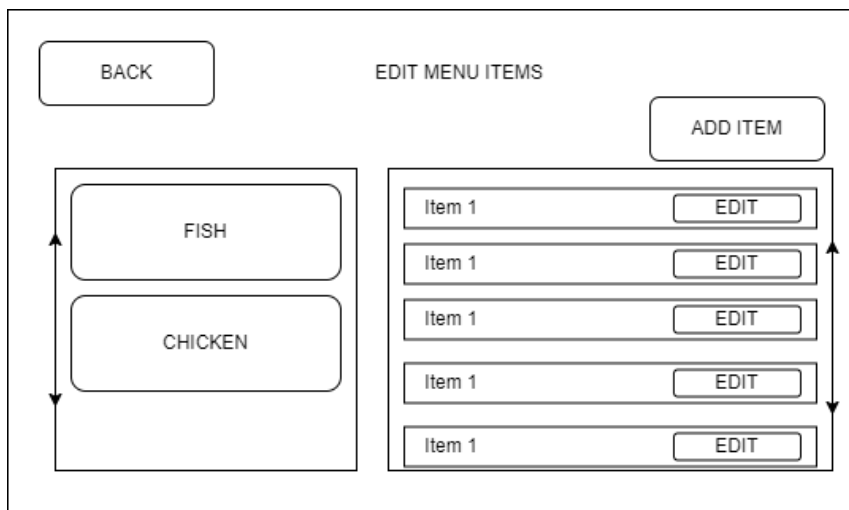 BACK
EDIT MENU ITEMS
ADD ITEM
FISH
CHICKEN
Item 1 EDIT
Item 1 EDIT
Item 1 EDIT
Item 1 EDIT
Item 1 EDIT